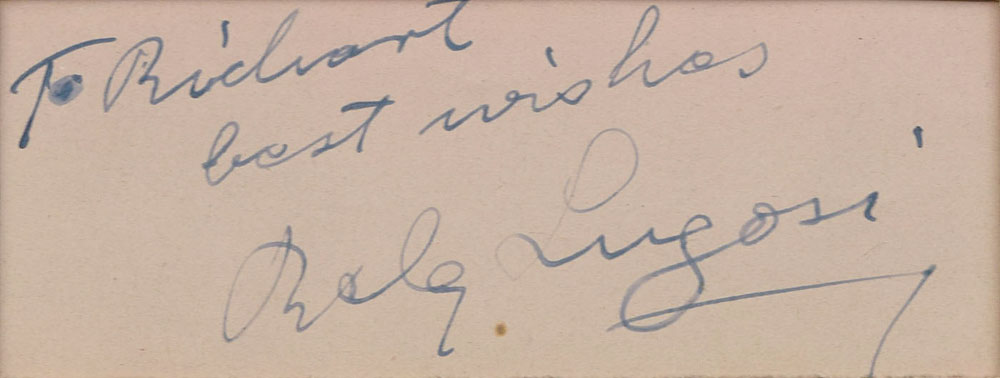 To Richart
best wishes
Bela Lugosi